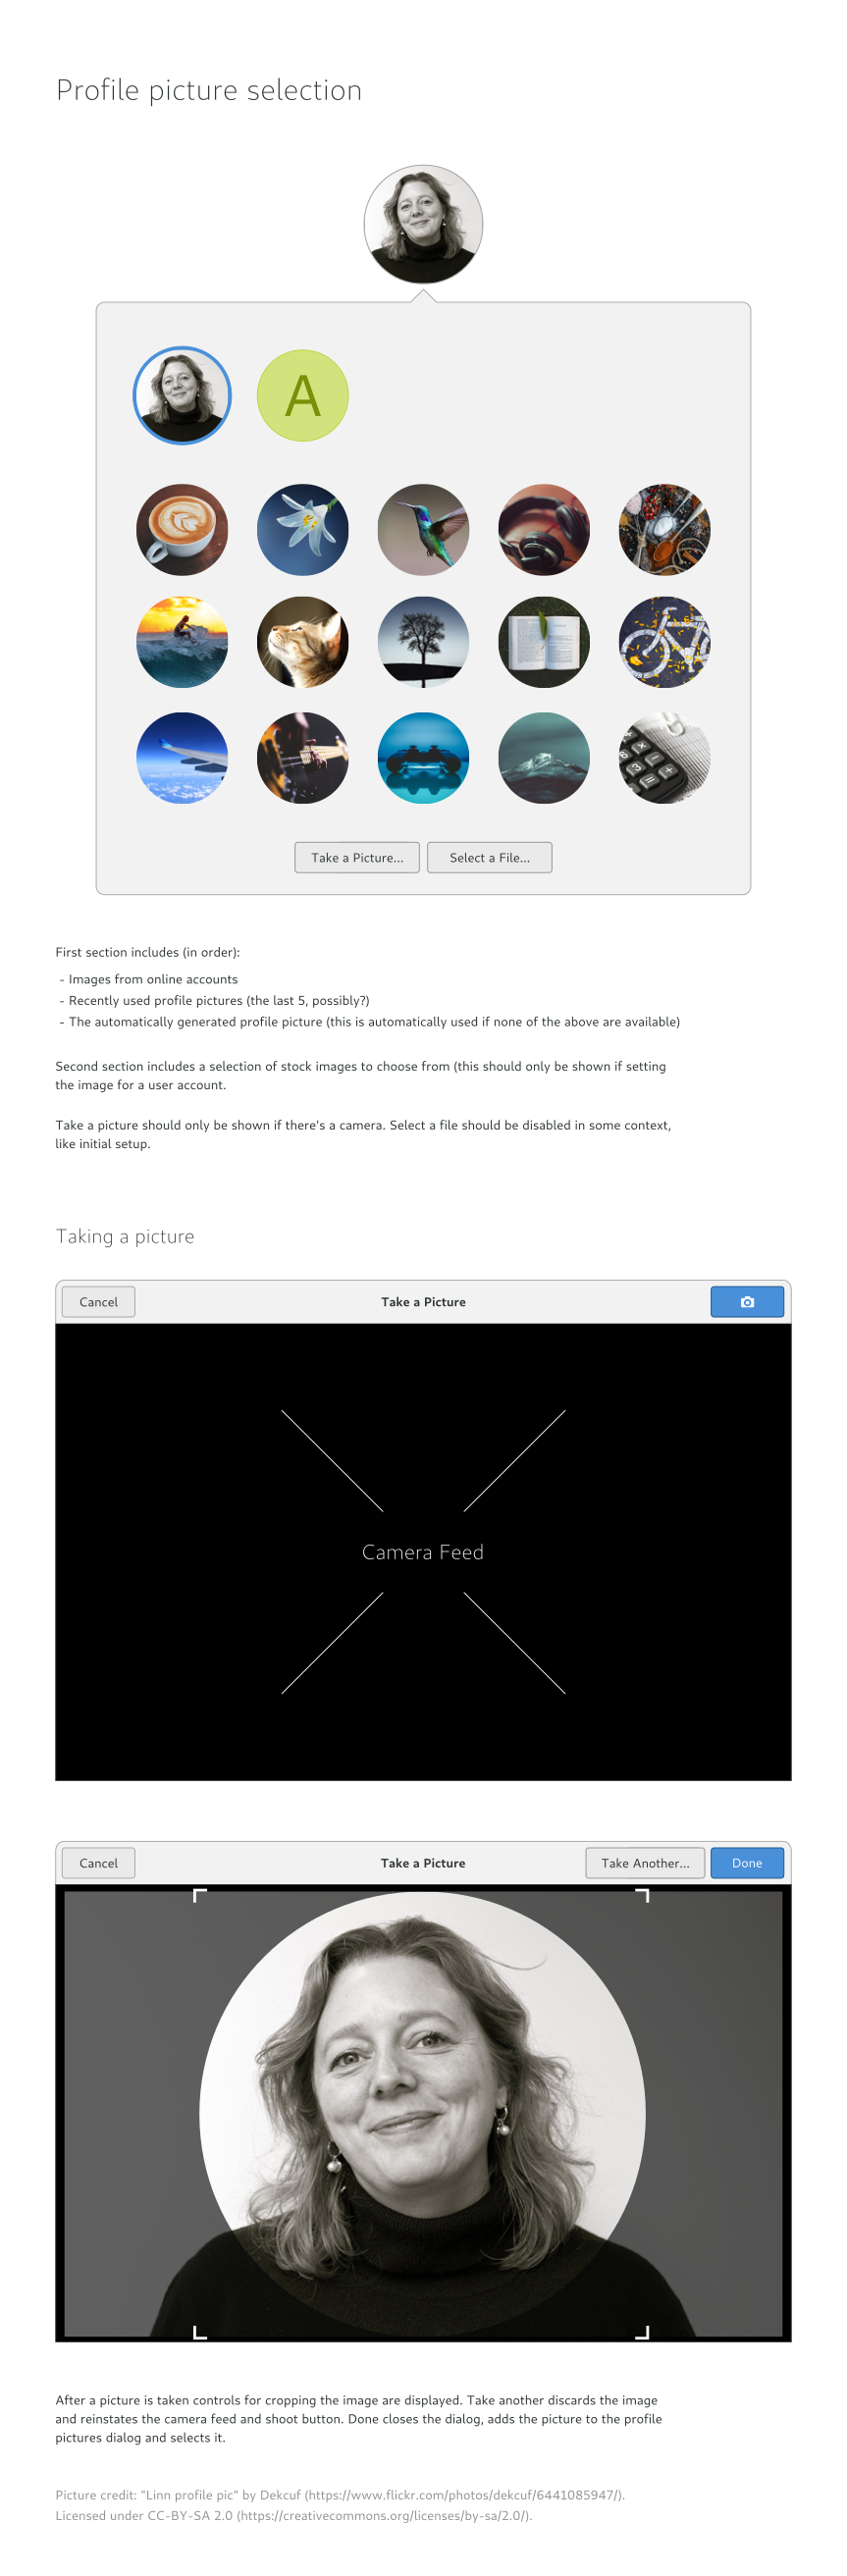 Profile picture selection
A
Take a Picture...
Select a File...
First section includes (in order):
- Images from online accounts
- Recently used profile pictures (the last 5, possibly?)
- The automatically generated profile picture (this is automatically used if none of the above are available)
Second section includes a selection of stock images to choose from (this should only be shown if setting
the image for a user account.
Take a picture should only be shown if there's a camera. Select a file should be disabled in some context,
like initial setup.
Taking a picture
Cancel
Take a Picture
Camera Feed
Cancel
Take a Picture
Take Another...
Done
After a picture is taken controls for cropping the image are displayed. Take another discards the image
and reinstates the camera feed and shoot button. Done closes the dialog, adds the picture to the profile
pictures dialog and selects it.
Picture credit: "Linn profile pic" by Dekcuf (https://www.flickr.com/photos/dekcuf/6441085947/).
Licensed under CC-BY-SA 2.0 (https://creativecommons.org/licenses/by-sa/2.0/).